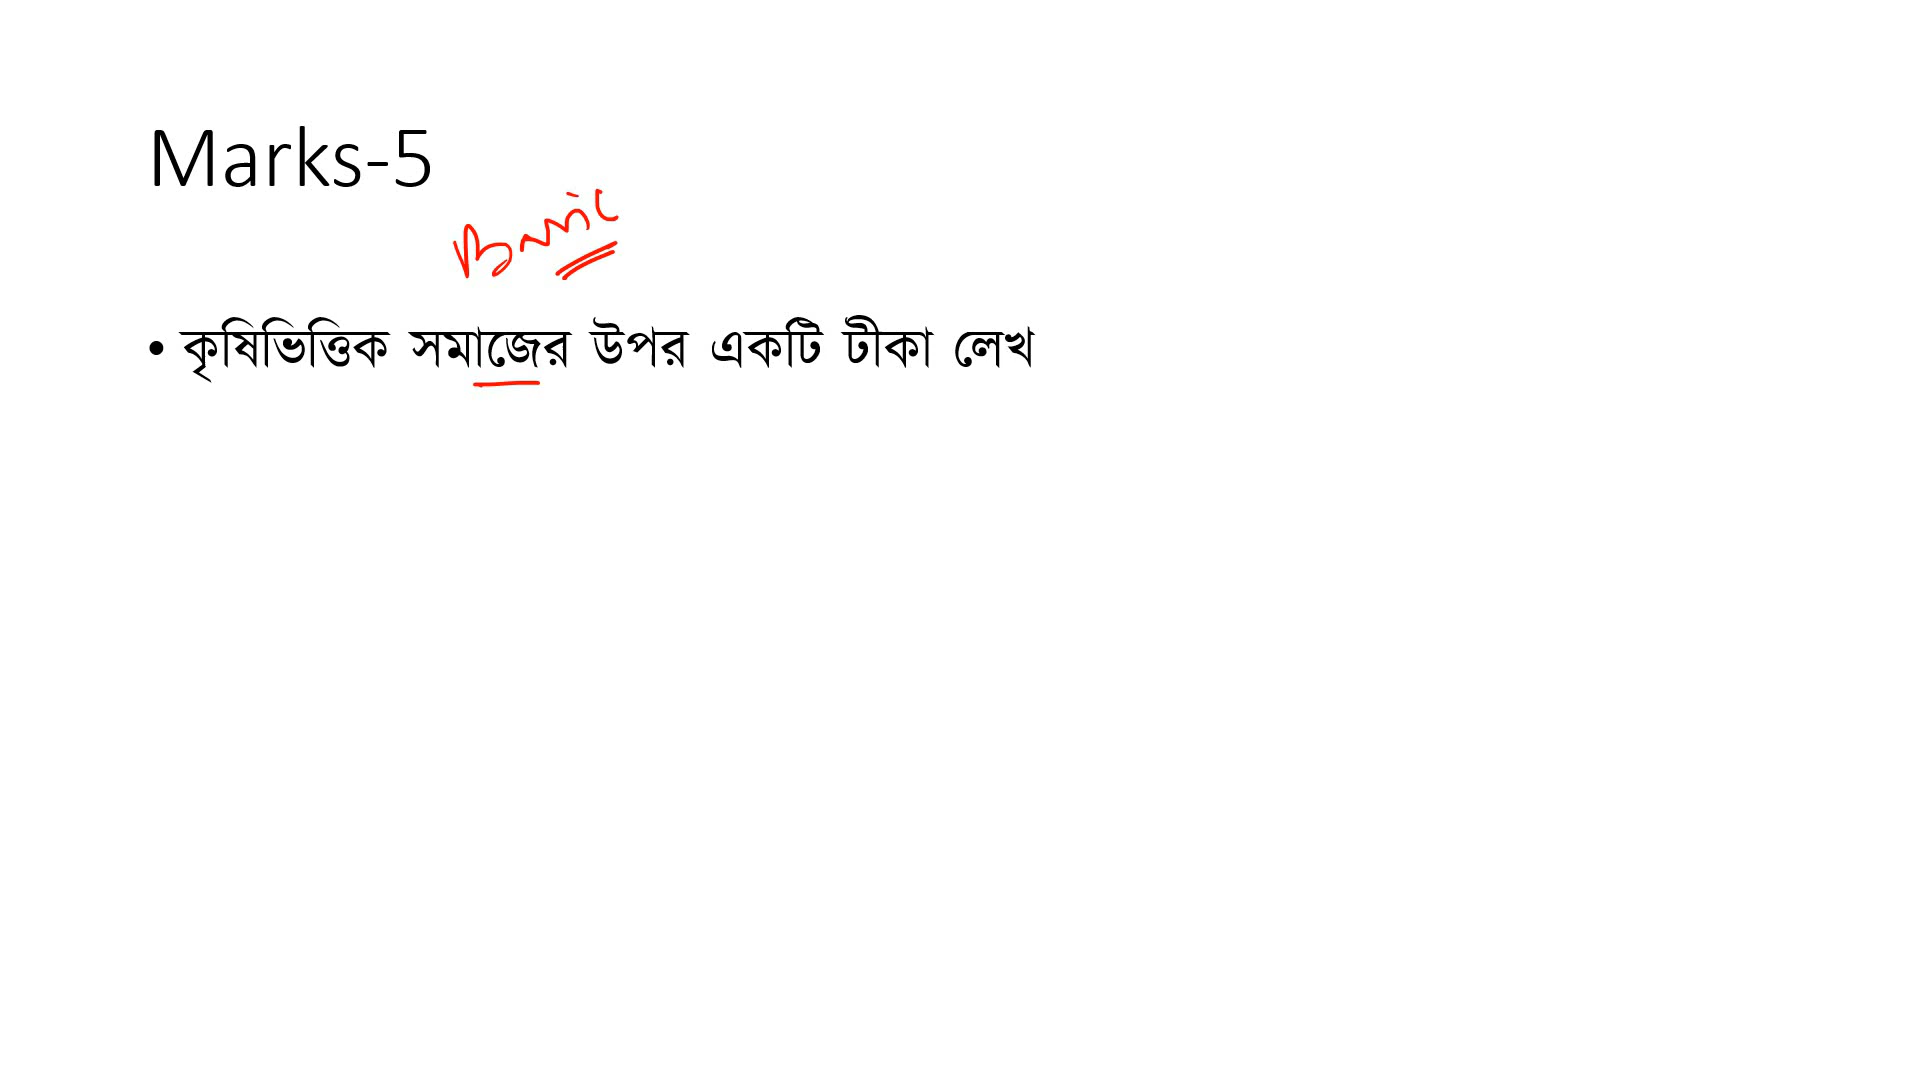 Marks-5
Basic
• কৃষিভিত্তিক সমাজের উপর একটি টীকা লেখ